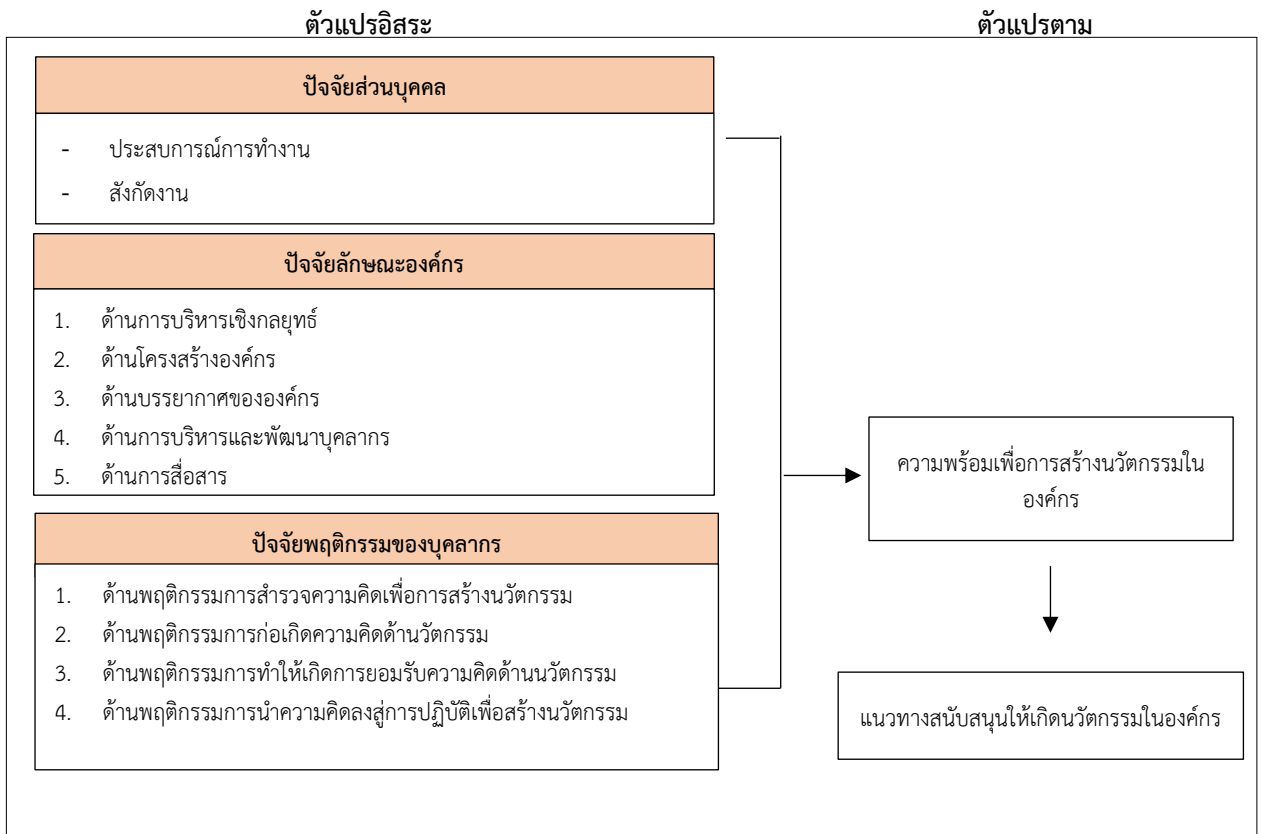 ตัวแปรอิสระ
ตัวแปรตาม
ปัจจัยส่วนบุคคล
- ประสบการณ์การทำงาน
- สังกัดงาน
ปัจจัยลักษณะองค์กร
1. ด้านการบริหารเชิงกลยุทธ์
2. ด้านโครงสร้างองค์กร
3. ด้านบรรยากาศขององค์กร
4. ด้านการบริหารและพัฒนาบุคลากร
5. ด้านการสื่อสาร
ปัจจัยพฤติกรรมของบุคลากร
1. ด้านพฤติกรรมการสำรวจความคิดเพื่อการสร้างนวัตกรรม
2. ด้านพฤติกรรมการก่อเกิดความคิดด้านวัตกรรม
3. ด้านพฤติกรรมการทำให้เกิดการยอมรับความคิดด้านนวัตกรรม
4. ด้านพฤติกรรมการนำความคิดลงสู่การปฏิบัติเพื่อสร้างนวัตกรรม
ความพร้อมเพื่อการสร้างนวัตกรรมใน
องค์กร
แนวทางสนับสนุนให้เกิดนวัตกรรมในองค์กร